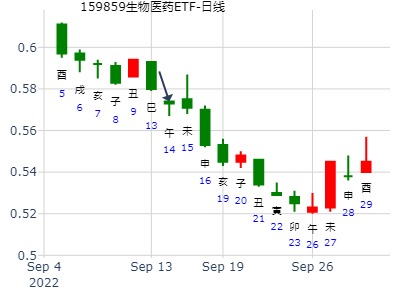 159859生物医药ETF-日线
0.6
0.58
0.56
0.54
0.52
0.5
酉
5
戌
6
亥
7
子
8
丑
9
巳
13
午
14
未
15
申
16
亥
19
子
20
丑
21
寅
22
卯
23
午
26
未
27
申
28
酉
29
Sep 4
2022
Sep 13
Sep 19
Sep 26